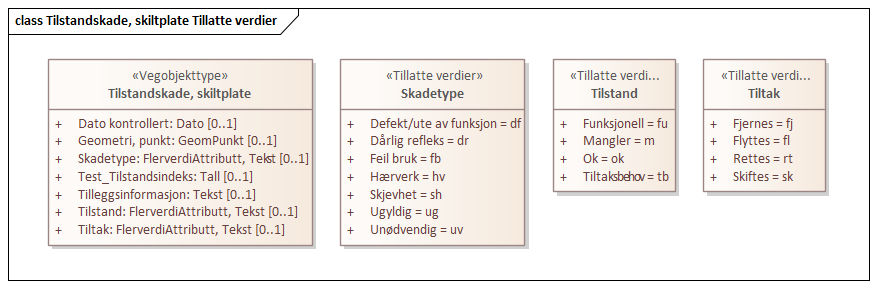 class Tilstandskade, skiltplate Tillatte verdier
«Vegobjekttype»
Tilstandskade, skiltplate
+ Dato kontrollert: Dato [0..1]
+ Geometri, punkt: GeomPunkt [0..1]
+ Skadetype: FlerverdiAttributt, Tekst [0..1]
+ Test_Tilstandsindeks: Tall [0..1]
+ Tilleggsinformasjon: Tekst [0..1]
+ Tilstand: FlerverdiAttributt, Tekst [0..1]
+ Tiltak: FlerverdiAttributt, Tekst [0..1]
«Tillatte verdier»
Skadetype
+ Defekt/ute av funksjon = df
+ Dårlig refleks = dr
+ Feil bruk = fb
+ Hærverk = hv
+ Skjevhet = sh
+ Ugyldig = ug
+ Unødvendig = uv
«Tillatte verdi...
Tilstand
+ Funksjonell = fu
+ Mangler = m
+ Ok = ok
+ Tiltaksbehov = tb
«Tillatte verdi...
Tiltak
+ Fjernes = fj
+ Flyttes = fl
+ Rettes = rt
+ Skiftes = sk